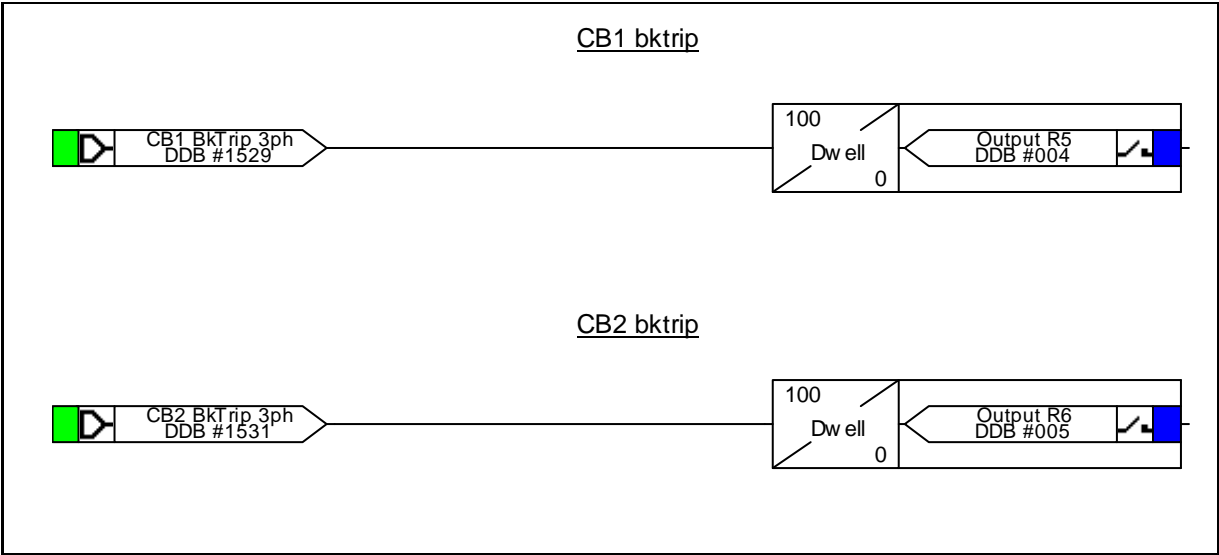 CB1 bktrip
CB1 BkTrip 3ph
DDB #1529
100
Dwell
0
Output R5
DDB #004
CB2 bktrip
CB2 BkTrip 3ph
DDB #1531
100
Dwell
0
Output R6
DDB #005